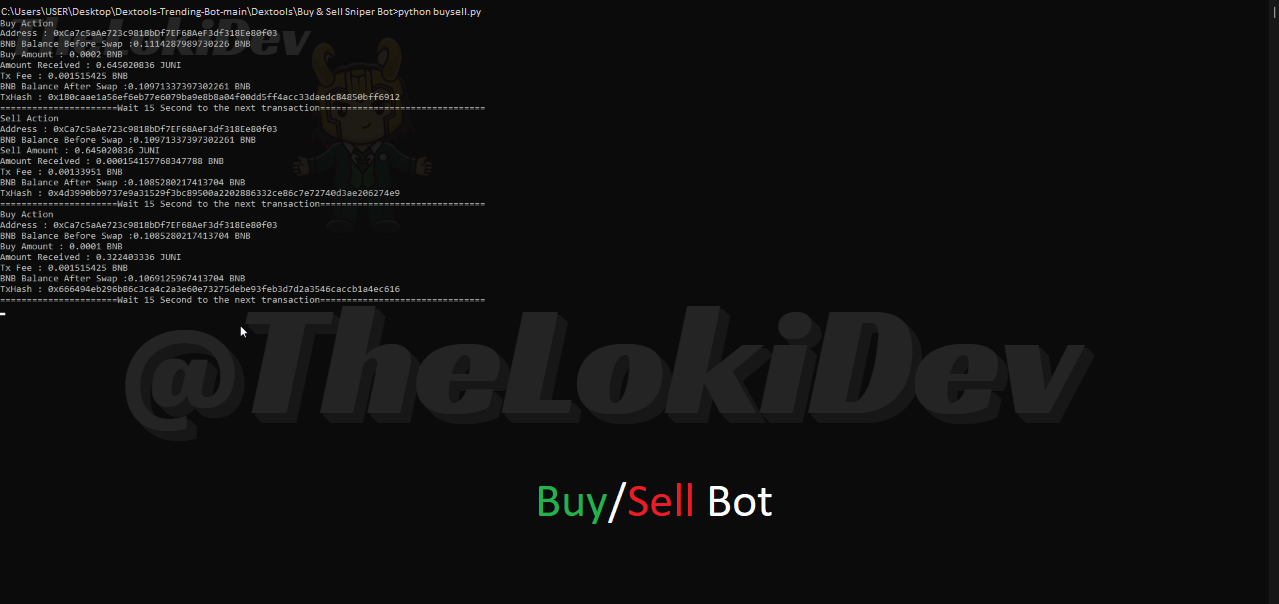 C:\Users\USER\Desktop\Dextools-Trending-Bot-main\Dextools\Buy & Sell Sniper Bot>python buysell.py
Buy Action
Address : 0xCa7c5aAe723c9818bDf7EF68AeF3df318Ee80f03
BNB Balance Before Swap :0.1114287989730226 BNB
Buy Amount : 0.0002 BNB
Amount Received : 0.645020836 JUNI
Tx Fee : 0.001515425 BNB
BNB Balance After Swap :0.10971337397302261 BNB
TxHash : 0x180caae1a56ef6eb77e6079ba9e8b8a04f00dd5ff4acc33daedc84850bff6912
======================Wait 15 Second to the next transaction===============================
Sell Action
Address : 0xCa7c5aAe723c9818bDf7EF68AeF3df318Ee80f03
BNB Balance Before Swap :0.10971337397302261 BNB
Sell Amount : 0.645020836 JUNI
Amount Received : 0.000154157768347788 BNB
Tx Fee : 0.00133951 BNB
BNB Balance After Swap :0.1085280217413704 BNB
TxHash : 0x4d3990bb9737e9a31529f3bc89500a2202886332ce86c7e72740d3ae206274e9
======================Wait 15 Second to the next transaction===============================
Buy Action
Address : 0xCa7c5aAe723c9818bDf7EF68AeF3df318Ee80f03
BNB Balance Before Swap :0.1085280217413704 BNB
Buy Amount : 0.0001 BNB
Amount Received : 0.322403336 JUNI
Tx Fee : 0.001515425 BNB
BNB Balance After Swap :0.1069125967413704 BNB
TxHash : 0x666494eb296b86c3ca4c2a3e60e73275debe93feb3d7d2a3546caccb1a4ec616
======================Wait 15 Second to the next transaction===============================
TheLokiDev
@TheLokiDev
Buy/Sell Bot